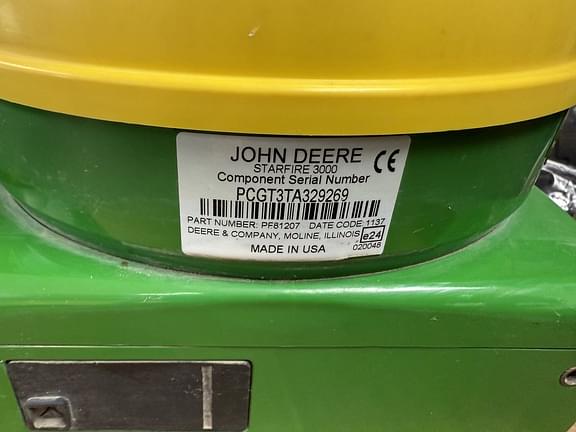 JOHN DEERE
STARFIRE 3000
Component Serial Number
CE
PCGT3TA329269
PART NUMBER: PF81207 DATE CODE: 1137
DEERE & COMPANY, MOLINE, ILLINOIS e24
MADE IN USA 020048